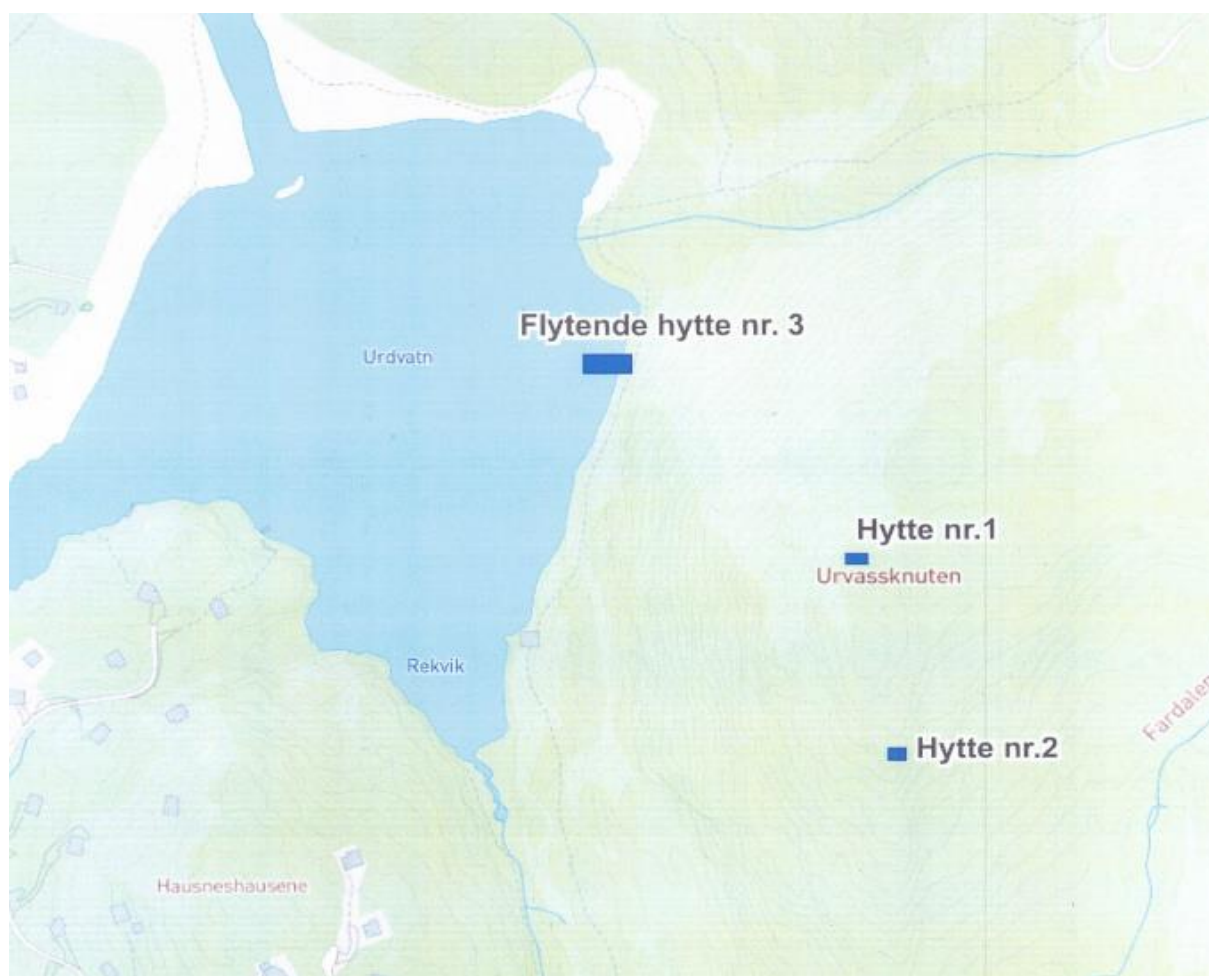 Flytende hytte nr. 3
Urdvatn
Hytte nr.1
Urvassknuten
Rekvik
Fardalen
Hytte nr.2
Hausneshausene